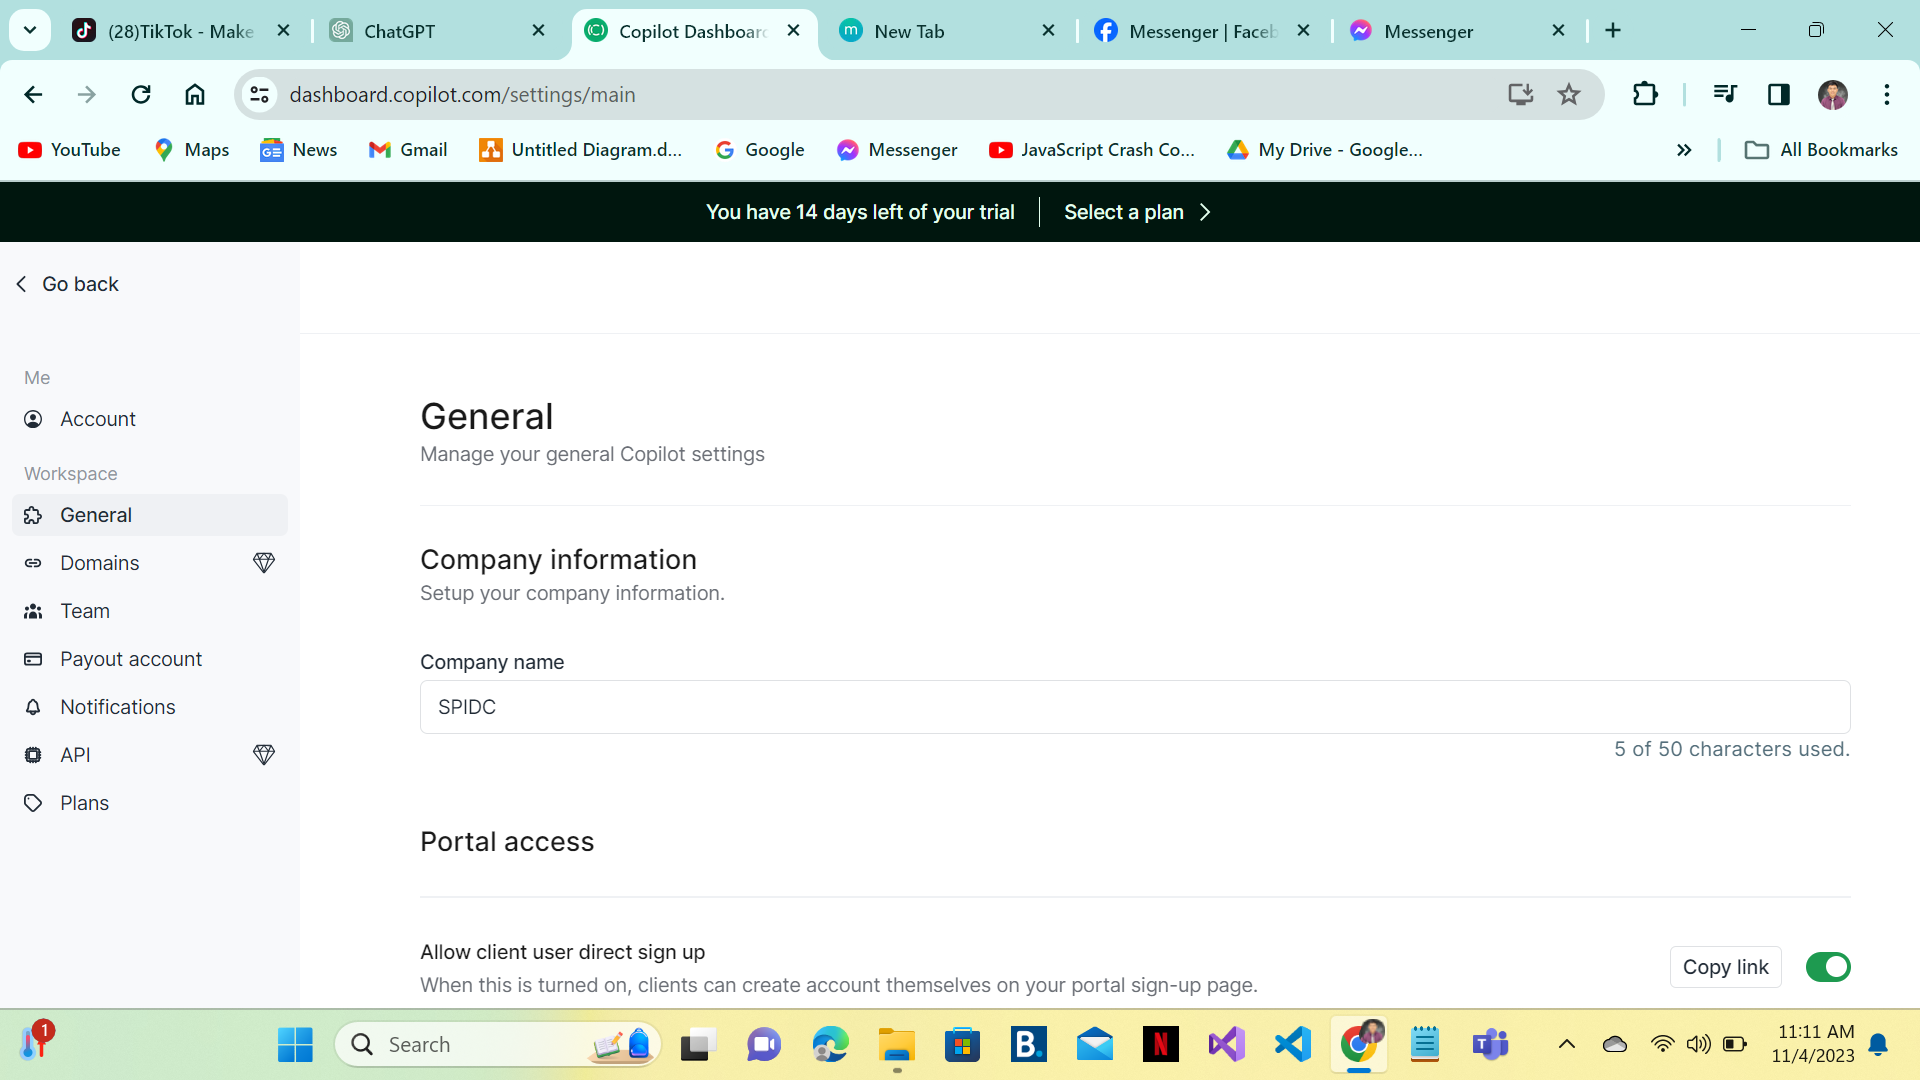 (28)TikTok - Make
ChatGPT
Copilot Dashboard
New Tab
Messenger | Faceb
Messenger
dashboard.copilot.com/settings/main
YouTube
Maps
News
Gmail
Untitled Diagram.d...
Google
Messenger
JavaScript Crash Co...
My Drive - Google...
All Bookmarks
You have 14 days left of your trial
Select a plan
Go back
Me
Account
Workspace
General
Domains
Team
Payout account
Notifications
API
Plans
General
Manage your general Copilot settings
Company information
Setup your company information.
Company name
SPIDC
5 of 50 characters used.
Portal access
Allow client user direct sign up
When this is turned on, clients can create account themselves on your portal sign-up page.
Copy link
1
Search
B.
N
11:11 AM
11/4/2023